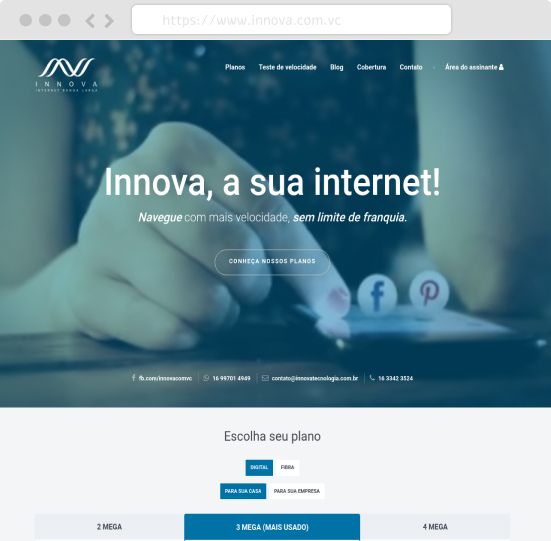 https://www.innova.com.vc
INNOVA
INTERNET BANDA LARGA
Planos Teste de velocidade Blog Cobertura Contato Área do assinante
Innova, a sua internet!
Navegue com mais velocidade, sem limite de franquia.
CONHEÇA NOSSOS PLANOS
fb.com/innovacomvc 16 99701 4949 contato@innovatecnologia.com.br 16 3342 3524
Escolha seu plano
DIGITAL FIBRA
PARA SUA CASA PARA SUA EMPRESA
2 MEGA 3 MEGA (MAIS USADO) 4 MEGA